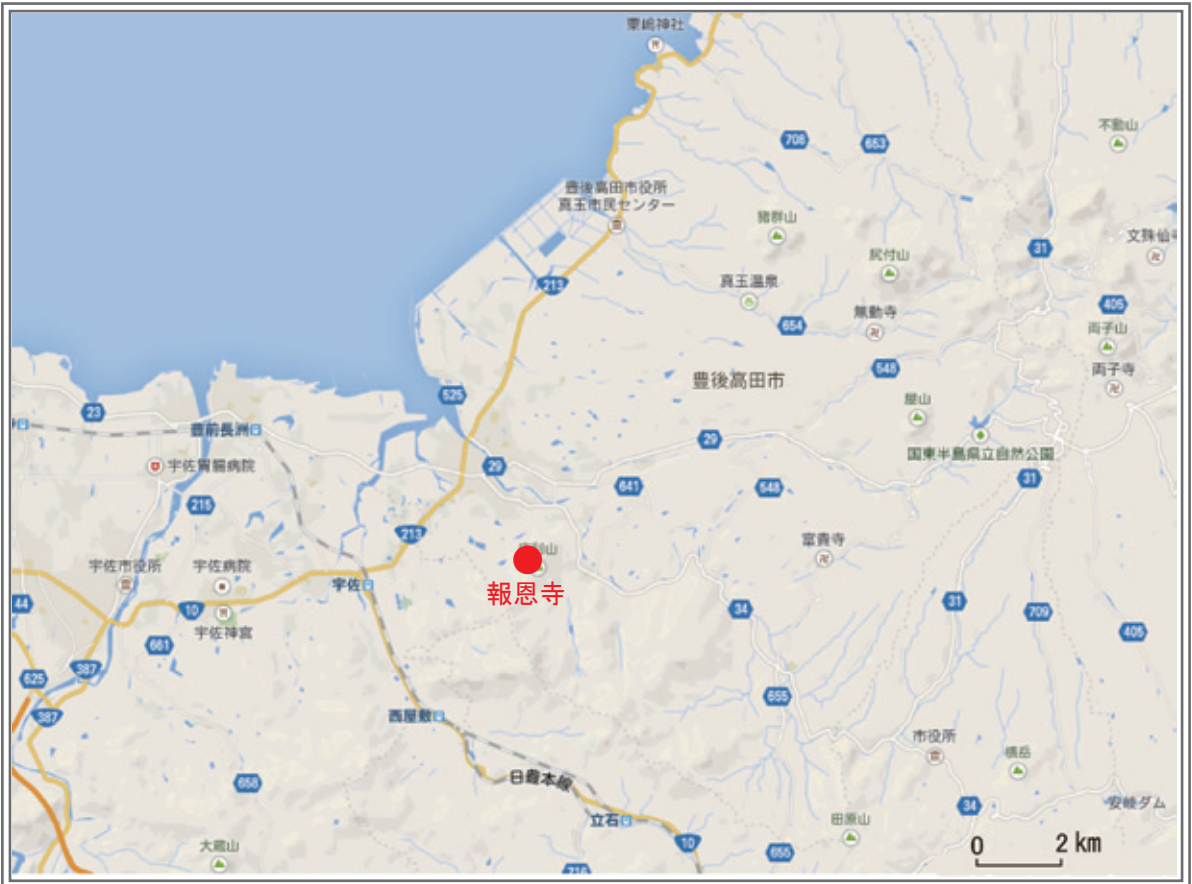 粟嶋神社
不動山
708
653
豊後高田市役所
真玉市民センター
猪群山
31
文殊仙寺
尻付山
213
真玉温泉
405
無動寺
654
両子山
548
両子寺
豊後高田市
525
23
屋山
豊前長洲
29
国東半島県立自然公園
宇佐胃腸病院
29
31
641
548
215
213
富貴寺
山
宇佐市役所
宇佐病院
宇佐
報恩寺
44
10
34
31
709
宇佐神宮
405
661
387
625
655
387
西屋敷
市役所
横岳
658
日豊本線
安岐ダム
34
立石
田原山
10
0
2 km
大蔵山
655
716